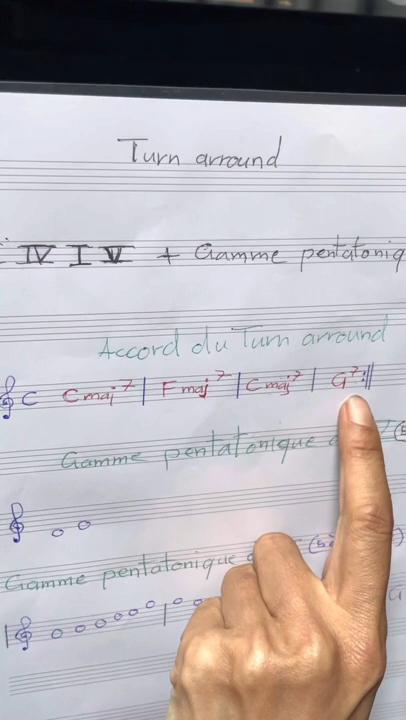 Turn arround
IV I V + Gamme pentatoniq
Accord du Turn arround
C Cmaj7 | Fmaj7 | Cmaj7 | G7 :||
Gamme pentatonique
Gamme pentatonique